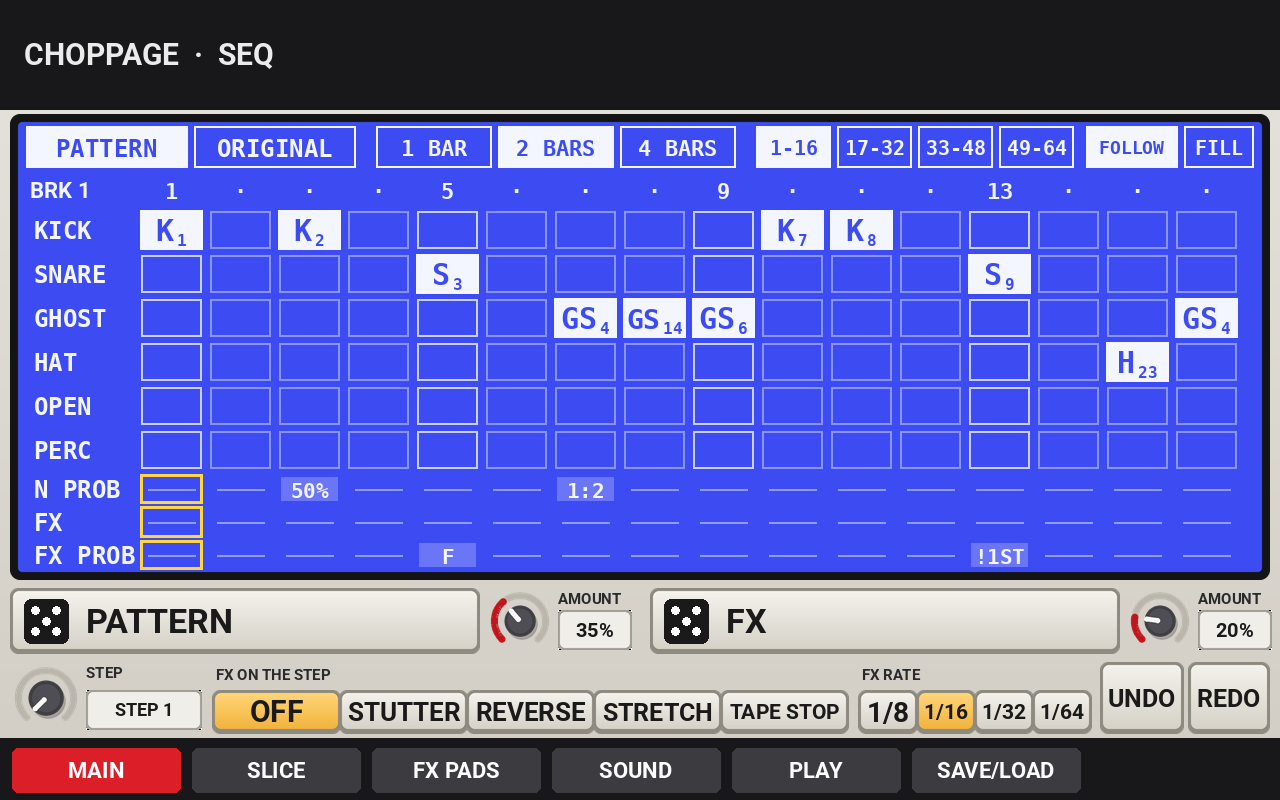 CHOPPAGE · SEQ
PATTERN ORIGINAL 1 BAR 2 BARS 4 BARS 1-16 17-32 33-48 49-64 FOLLOW FILL
BRK 1 1 · · · 5 · · · 9 · · · 13 · · ·
KICK K1 K2 K7 K8
SNARE S3 S9
GHOST GS4 GS14 GS6 GS4
HAT H23
OPEN
PERC
N PROB 50% 1:2
FX
FX PROB F !1ST
PATTERN AMOUNT 35% FX AMOUNT 20%
STEP FX ON THE STEP FX RATE
STEP 1 OFF STUTTER REVERSE STRETCH TAPE STOP 1/8 1/16 1/32 1/64 UNDO REDO
MAIN SLICE FX PADS SOUND PLAY SAVE/LOAD